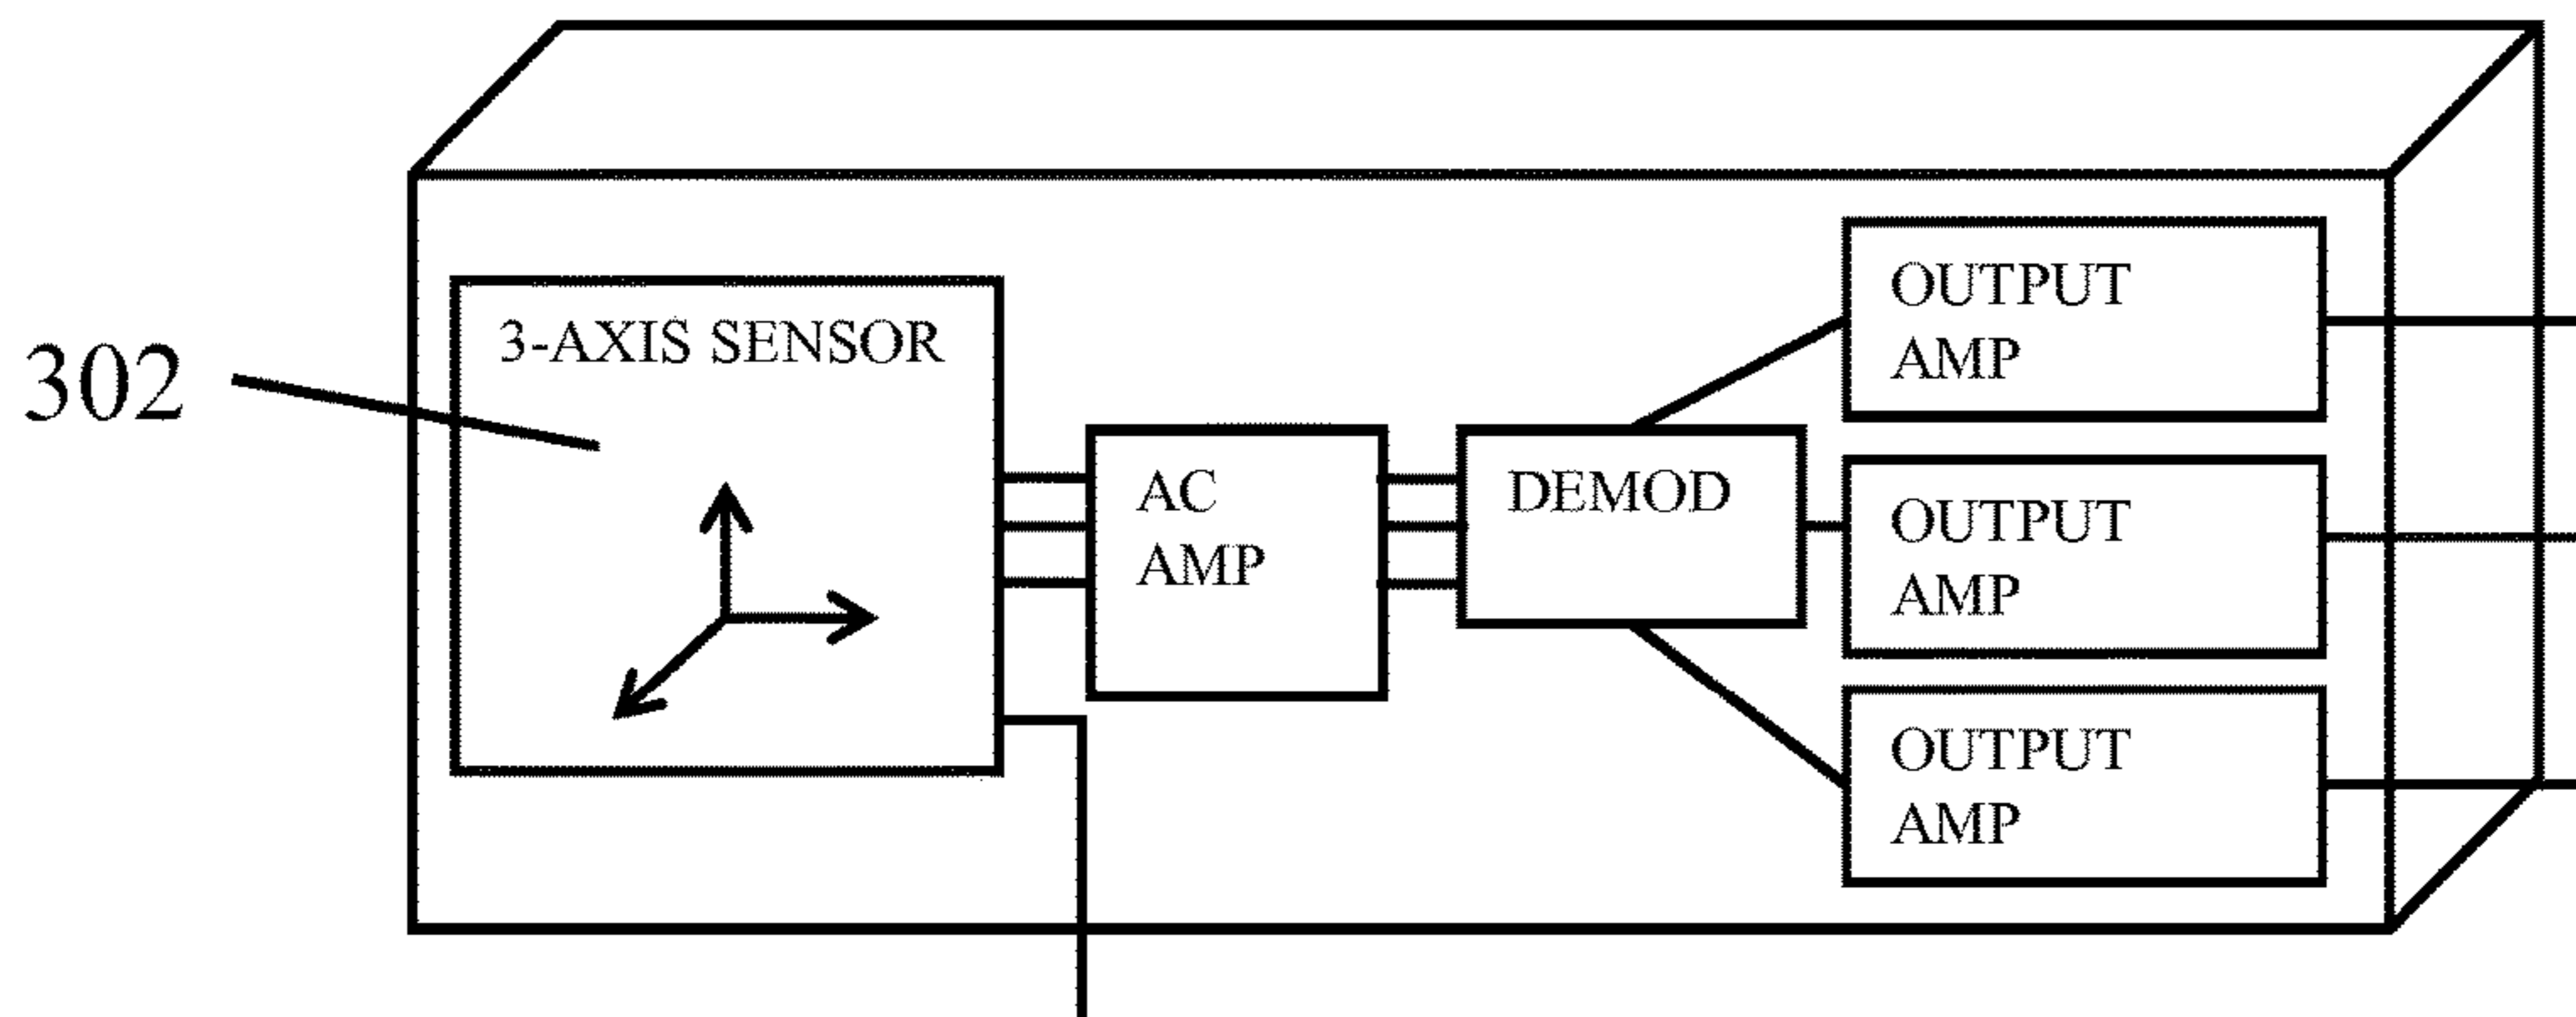 302
3-AXIS SENSOR
AC
AMP
DEMOD
OUTPUT
AMP
OUTPUT
AMP
OUTPUT
AMP